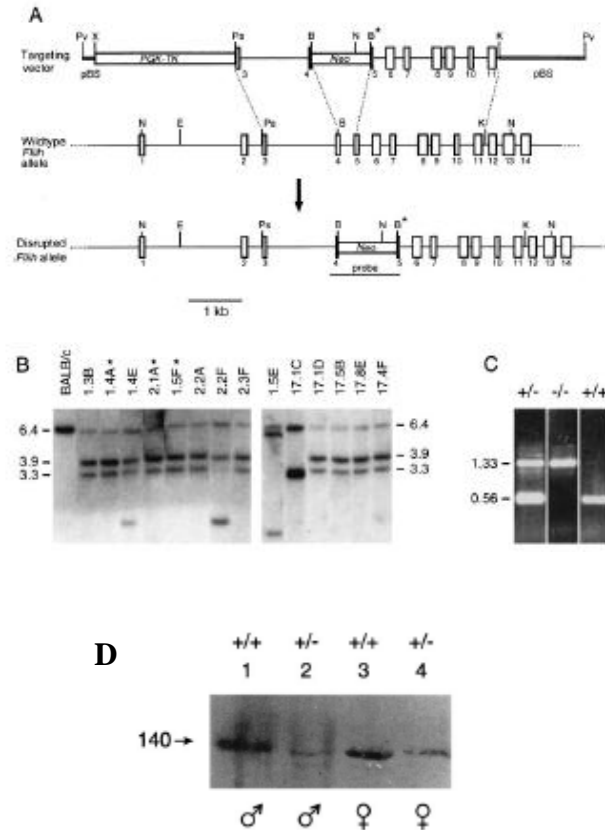 A
Pv X Ps B N B* K Pv
Targeting vector
PGK-TK Neo
pBS 3 4 5 6 7 8 9 10 11 pBS
N E Ps B K N
Wildtype Fliih allele
1 2 3 4 5 6 7 8 9 10 11 12 13 14
N E Ps B N B* K N
Disrupted Fliih allele
Neo
1 2 3 4 5 6 7 8 9 10 11 12 13 14
probe
1 kb
B
BALB/c 1.3B 1.4A* 1.4E 2.1A* 1.5F* 2.2A 2.2F 2.3F 1.5E 17.1C 17.1D 17.5B 17.8E 17.4F
6.4
3.9
3.3
6.4
3.9
3.3
C
+/- -/- +/+
1.33
0.56
D
+/+ +/- +/+ +/-
1 2 3 4
140→
♂ ♂ ♀ ♀